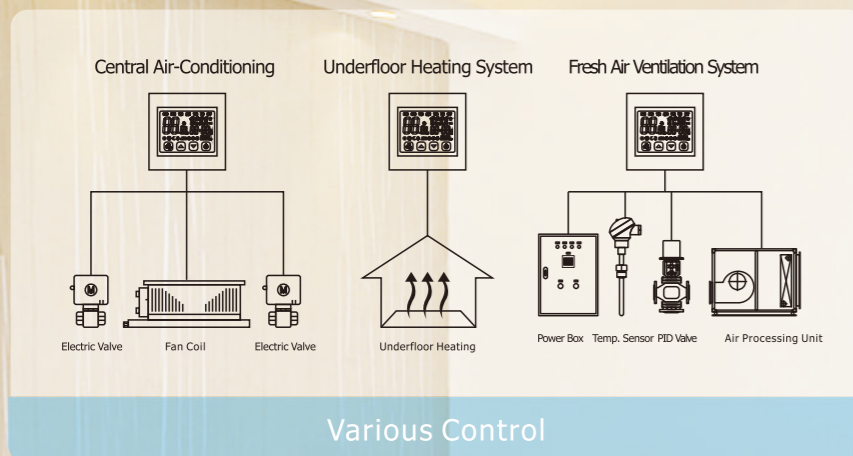 Central Air-Conditioning
Underfloor Heating System
Fresh Air Ventilation System
M
M
Electric Valve
Fan Coil
Electric Valve
Underfloor Heating
Power Box
Temp. Sensor
PID Valve
Air Processing Unit
Various Control